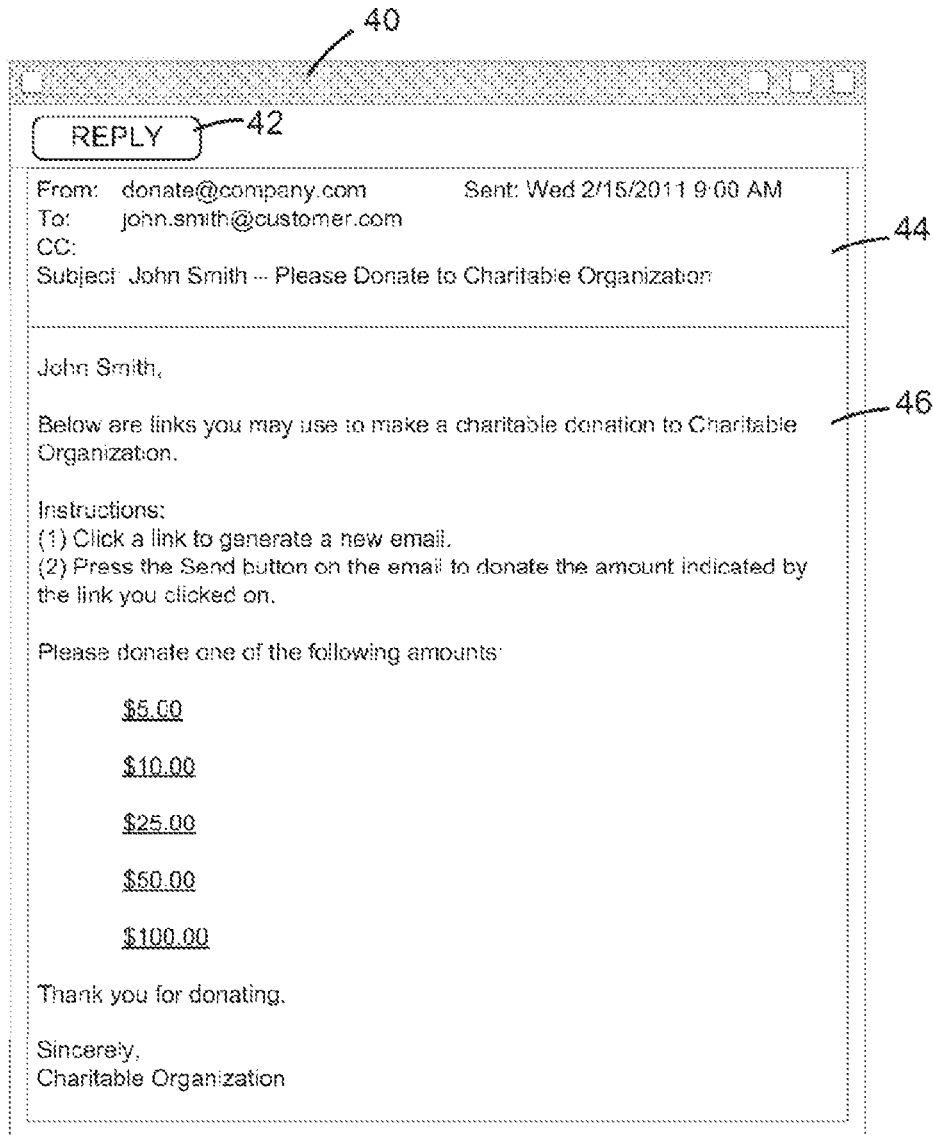 40
REPLY
42
From: donate@company.com Sent: Wed 2/15/2011 9:00 AM
To: john.smith@customer.com
CC:
44
Subject: John Smith -- Please Donate to Charitable Organization
John Smith,
46
Below are links you may use to make a charitable donation to Charitable
Organization.
Instructions:
(1) Click a link to generate a new email.
(2) Press the Send button on the email to donate the amount indicated by
the link you clicked on.
Please donate one of the following amounts:
$5.00
$10.00
$25.00
$50.00
$100.00
Thank you for donating.
Sincerely,
Charitable Organization